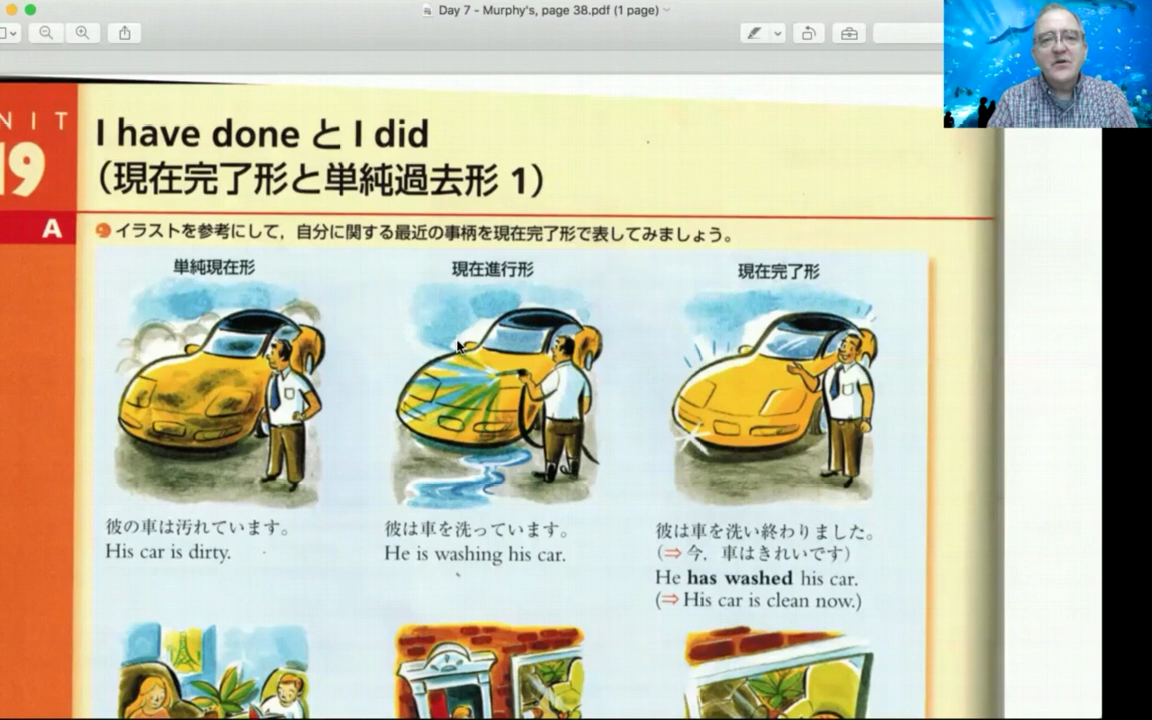 Day 7 - Murphy's, page 38.pdf (1 page)
NIT
19
I have done と I did
(現在完了形と単純過去形 1)
A
イラストを参考にして，自分に関する最近の事柄を現在完了形で表してみましょう。
単純現在形
現在進行形
現在完了形
彼の車は汚れています。
His car is dirty.
彼は車を洗っています。
He is washing his car.
彼は車を洗い終わりました。
(⇒ 今，車はきれいです)
He has washed his car.
(⇒ His car is clean now.)